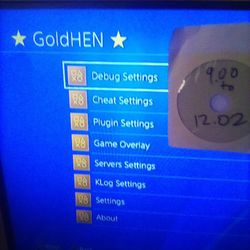 ★ GoldHEN ★
Debug Settings
Cheat Settings
Plugin Settings
Game Overlay
Servers Settings
KLog Settings
Settings
About
9.00
to
12.02